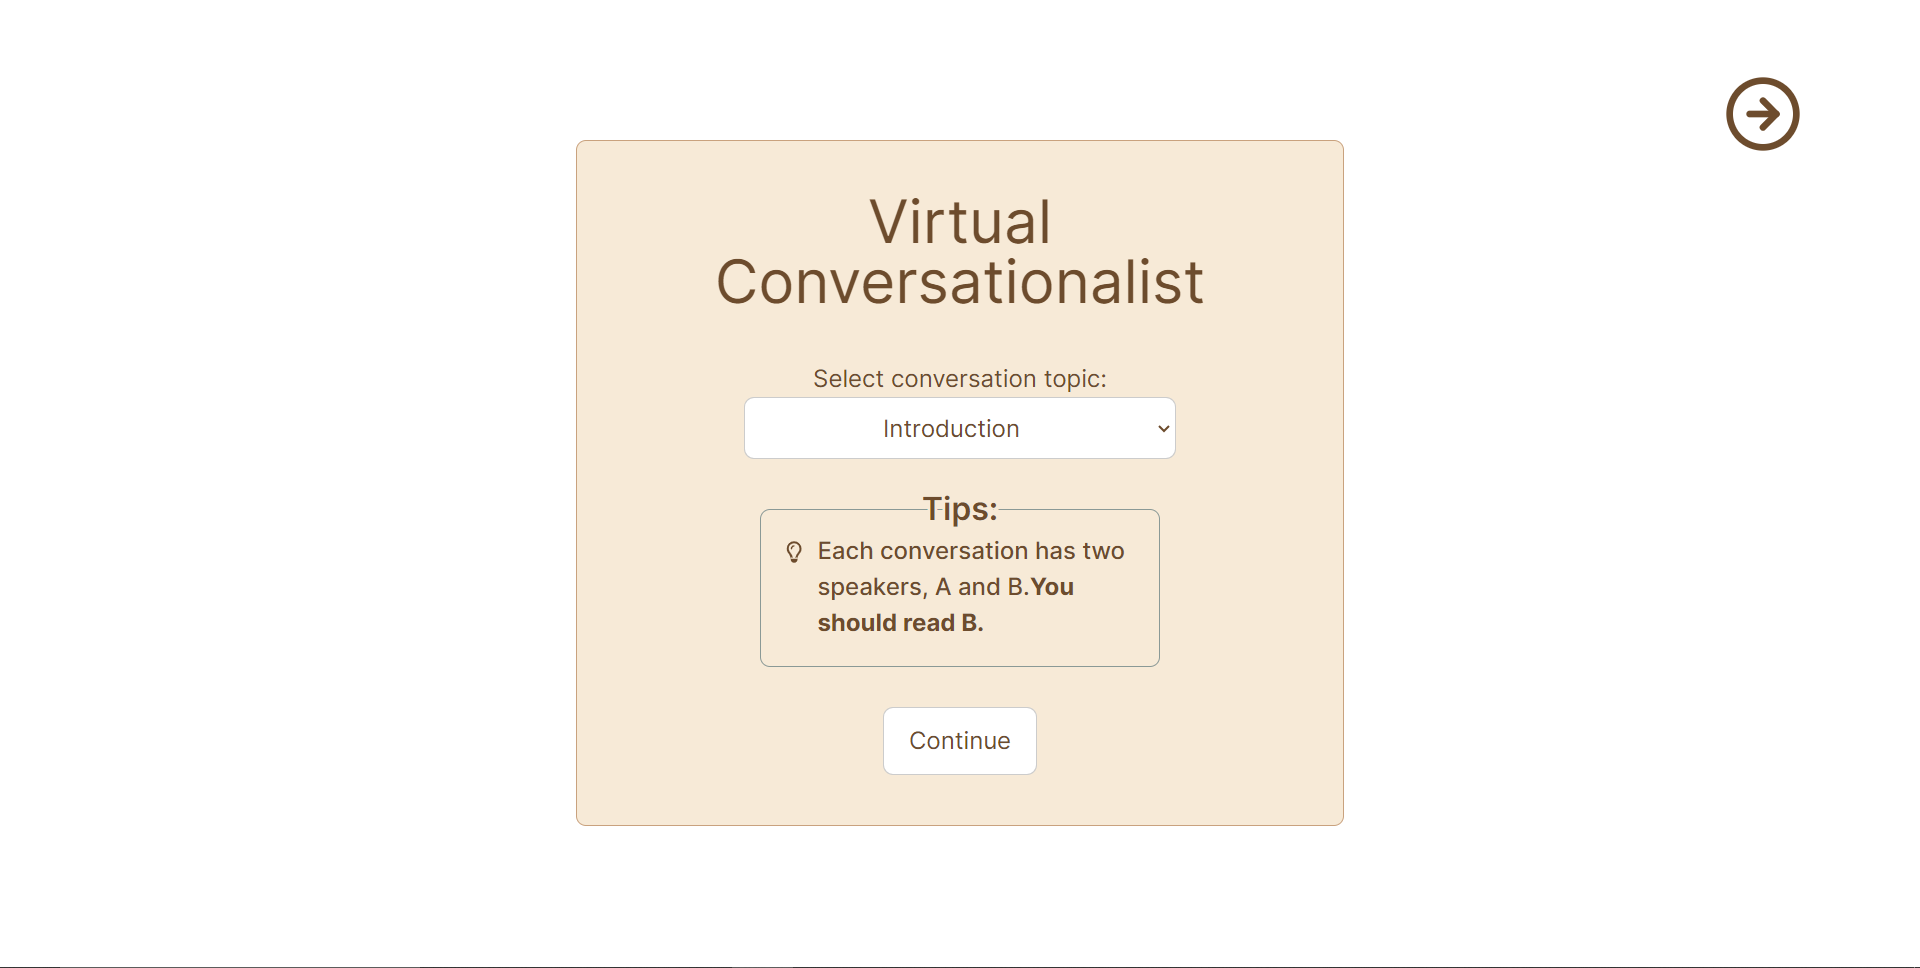 Virtual
Conversationalist
Select conversation topic:
Introduction
Tips:
Each conversation has two
speakers, A and B.You
should read B.
Continue